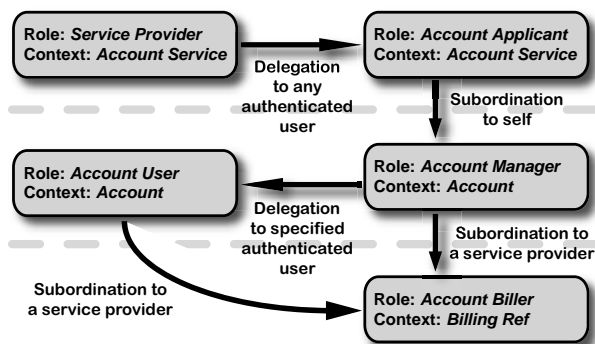 Role: Service Provider
Context: Account Service
Role: Account Applicant
Context: Account Service
Delegation
to any
authenticated
user
Subordination
to self
Role: Account User
Context: Account
Role: Account Manager
Context: Account
Delegation
to specified
authenticated
user
Subordination to
a service provider
Subordination to
a service provider
Role: Account Biller
Context: Billing Ref